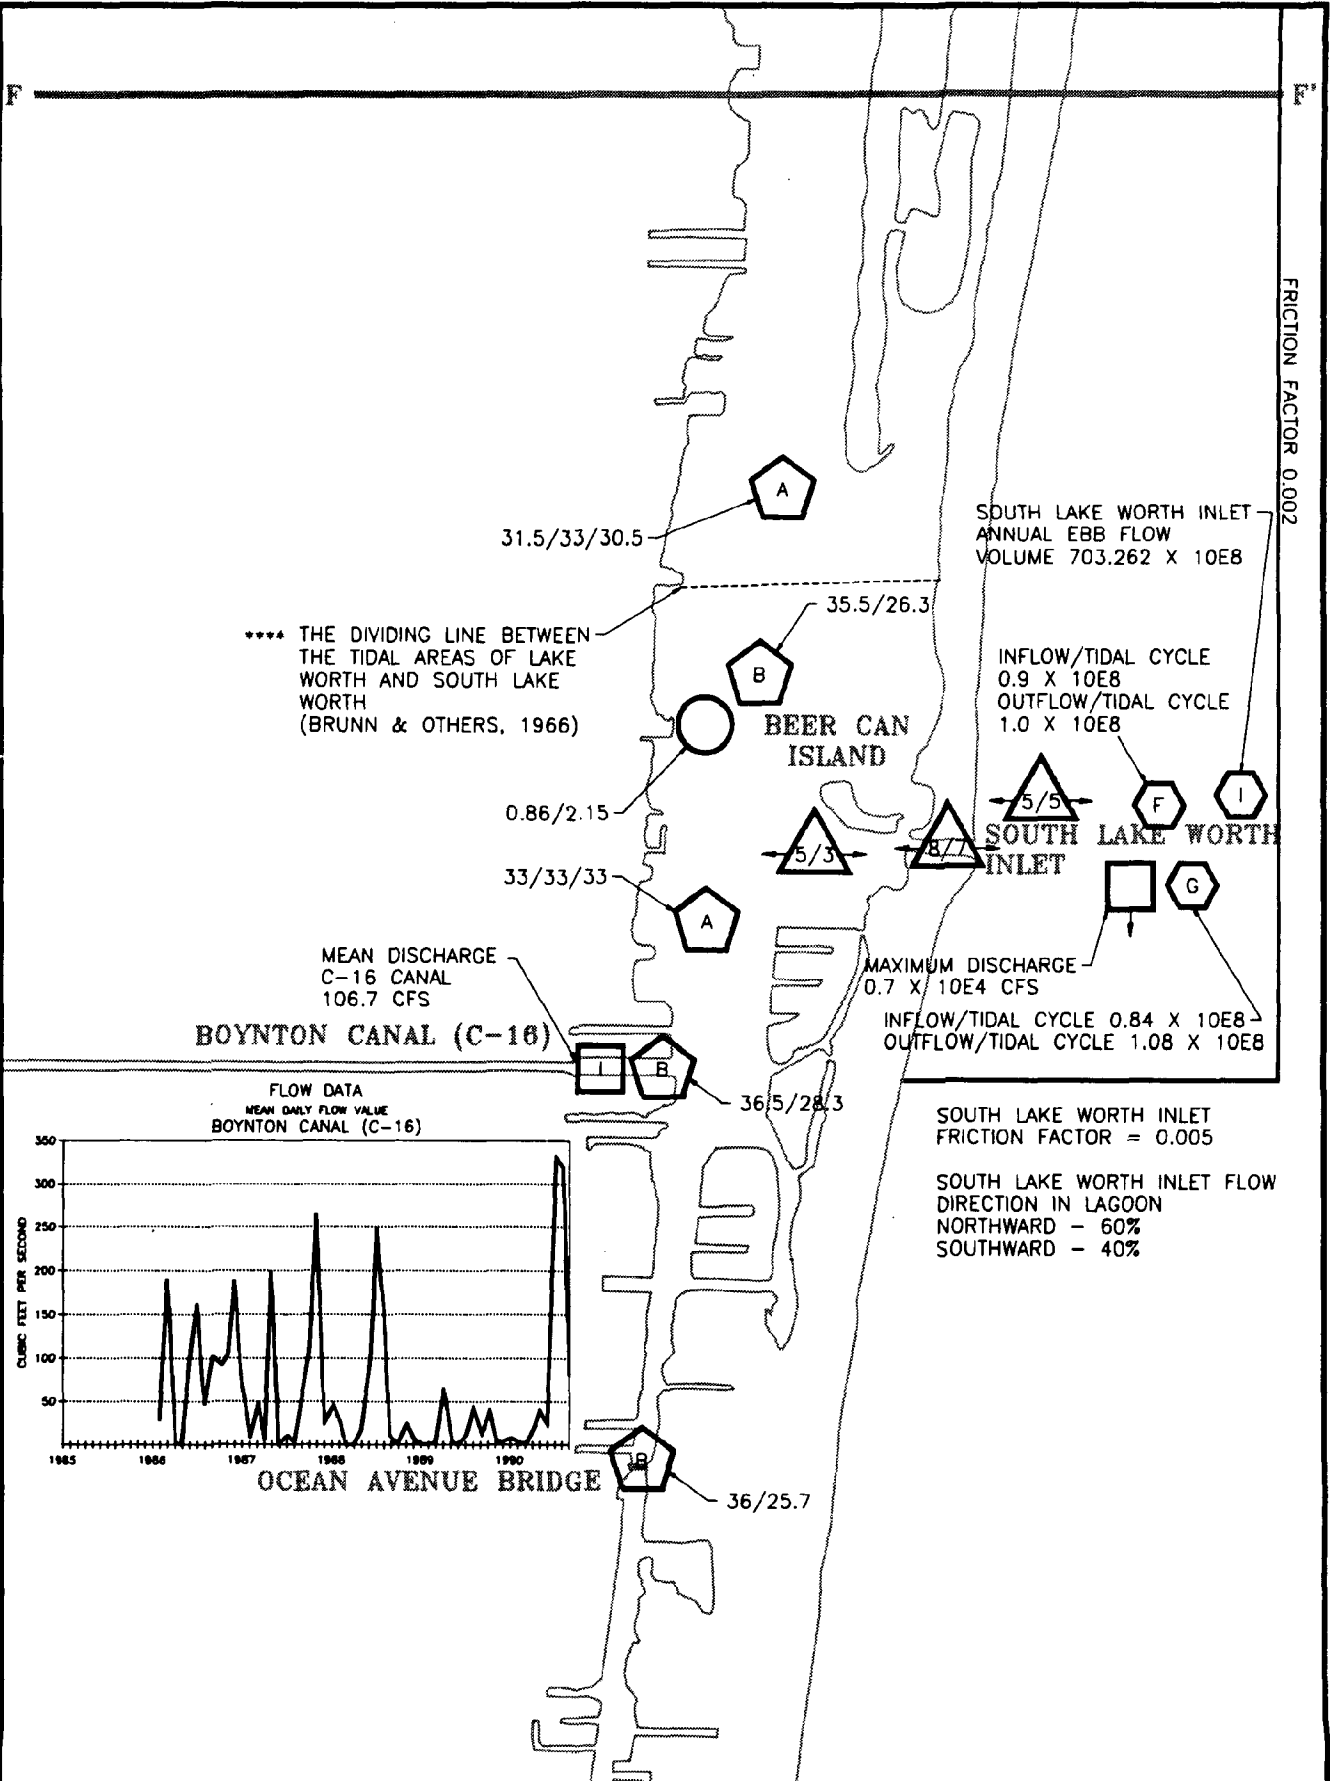 F
F'
FRICTION FACTOR 0.002
A
31.5/33/30.5
SOUTH LAKE WORTH INLET
ANNUAL EBB FLOW
VOLUME 703.262 X 10E8
35.5/26.3
**** THE DIVIDING LINE BETWEEN
THE TIDAL AREAS OF LAKE
WORTH AND SOUTH LAKE
WORTH
(BRUNN & OTHERS, 1966)
B
INFLOW/TIDAL CYCLE
0.9 X 10E8
OUTFLOW/TIDAL CYCLE
1.0 X 10E8
BEER CAN
ISLAND
0.86/2.15
5/5
F
I
5/3
8/7
SOUTH LAKE WORTH
INLET
33/33/33
A
G
MEAN DISCHARGE
C-16 CANAL
106.7 CFS
MAXIMUM DISCHARGE
0.7 X 10E4 CFS
INFLOW/TIDAL CYCLE 0.84 X 10E8
OUTFLOW/TIDAL CYCLE 1.08 X 10E8
BOYNTON CANAL (C-16)
I
B
36.5/28.3
FLOW DATA
MEAN DAILY FLOW VALUE
BOYNTON CANAL (C-16)
SOUTH LAKE WORTH INLET
FRICTION FACTOR = 0.005
SOUTH LAKE WORTH INLET FLOW
DIRECTION IN LAGOON
NORTHWARD - 60%
SOUTHWARD - 40%
CUBIC FEET PER SECOND
350
300
250
200
150
100
50
1985 1986 1987 1988 1989 1990
OCEAN AVENUE BRIDGE
B
36/25.7